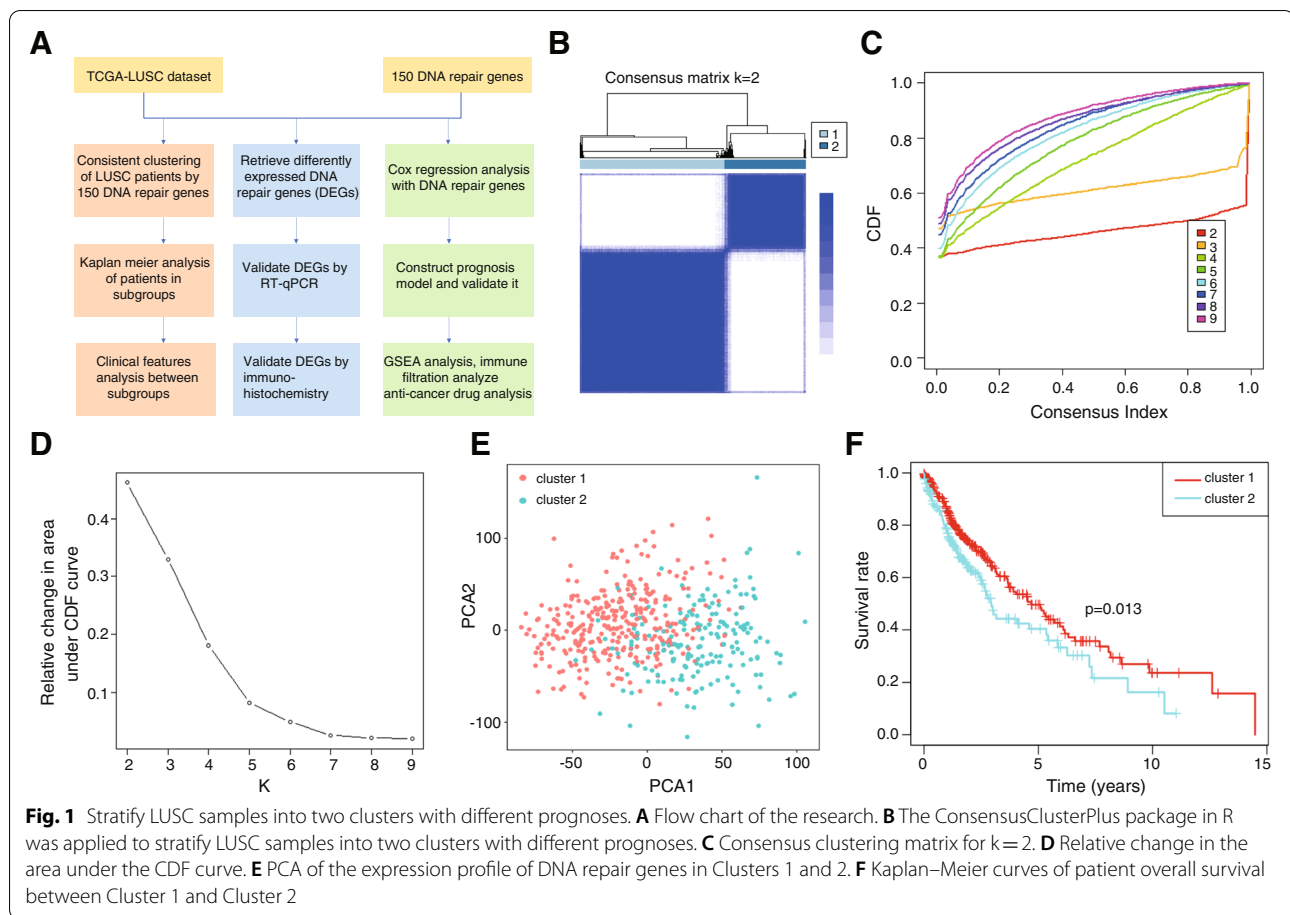 A
TCGA-LUSC dataset
150 DNA repair genes
Consistent clustering
of LUSC patients by
150 DNA repair genes
Retrieve differently
expressed DNA
repair genes (DEGs)
Cox regression analysis
with DNA repair genes
Kaplan meier analysis
of patients in
subgroups
Validate DEGs by
RT-qPCR
Construct prognosis
model and validate it
Clinical features
analysis between
subgroups
Validate DEGs by
immuno-
histochemistry
GSEA analysis, immune
filtration analyze
anti-cancer drug analysis
B
Consensus matrix k=2
1
2
C
CDF
1.0
0.8
0.6
0.4
0.2
0.0
2
3
4
5
6
7
8
9
0.0 0.2 0.4 0.6 0.8 1.0
Consensus Index
D
Relative change in area
under CDF curve
0.4
0.3
0.2
0.1
2 3 4 5 6 7 8 9
K
E
cluster 1
cluster 2
PCA2
100
0
-100
-50 0 50 100
PCA1
F
Survival rate
1.0
0.8
0.6
0.4
0.2
0.0
cluster 1
cluster 2
p=0.013
0 5 10 15
Time (years)
Fig. 1 Stratify LUSC samples into two clusters with different prognoses. A Flow chart of the research. B The ConsensusClusterPlus package in R
was applied to stratify LUSC samples into two clusters with different prognoses. C Consensus clustering matrix for k = 2. D Relative change in the
area under the CDF curve. E PCA of the expression profile of DNA repair genes in Clusters 1 and 2. F Kaplan–Meier curves of patient overall survival
between Cluster 1 and Cluster 2